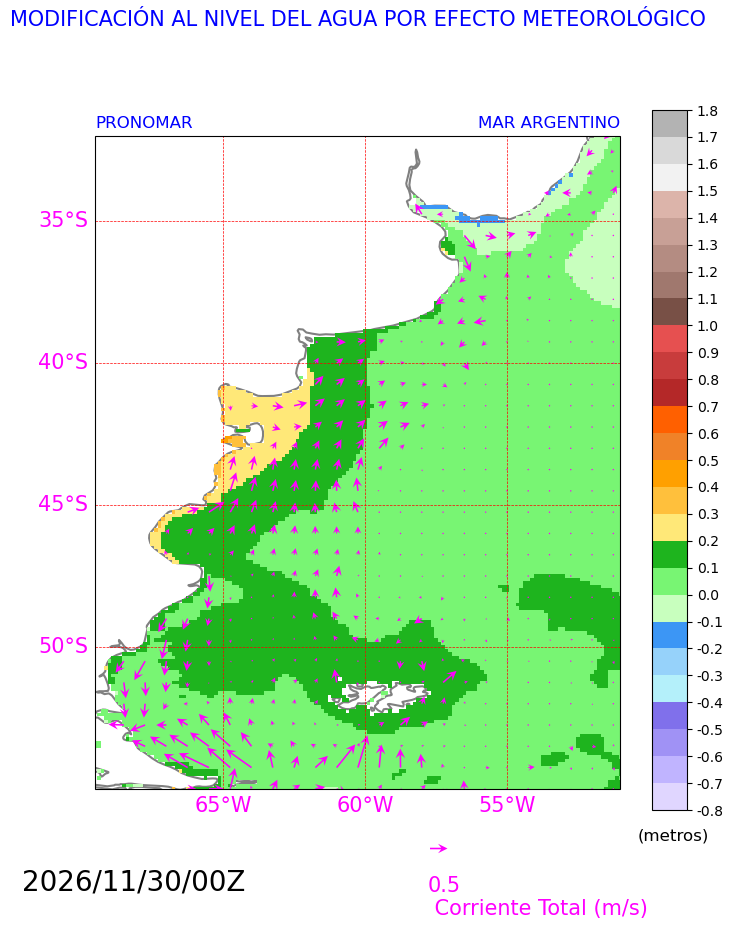 MODIFICACIÓN AL NIVEL DEL AGUA POR EFECTO METEOROLÓGICO
PRONOMAR MAR ARGENTINO
35°S
40°S
45°S
50°S
65°W 60°W 55°W
1.8
1.7
1.6
1.5
1.4
1.3
1.2
1.1
1.0
0.9
0.8
0.7
0.6
0.5
0.4
0.3
0.2
0.1
0.0
-0.1
-0.2
-0.3
-0.4
-0.5
-0.6
-0.7
-0.8
(metros)
2026/11/30/00Z
0.5
Corriente Total (m/s)